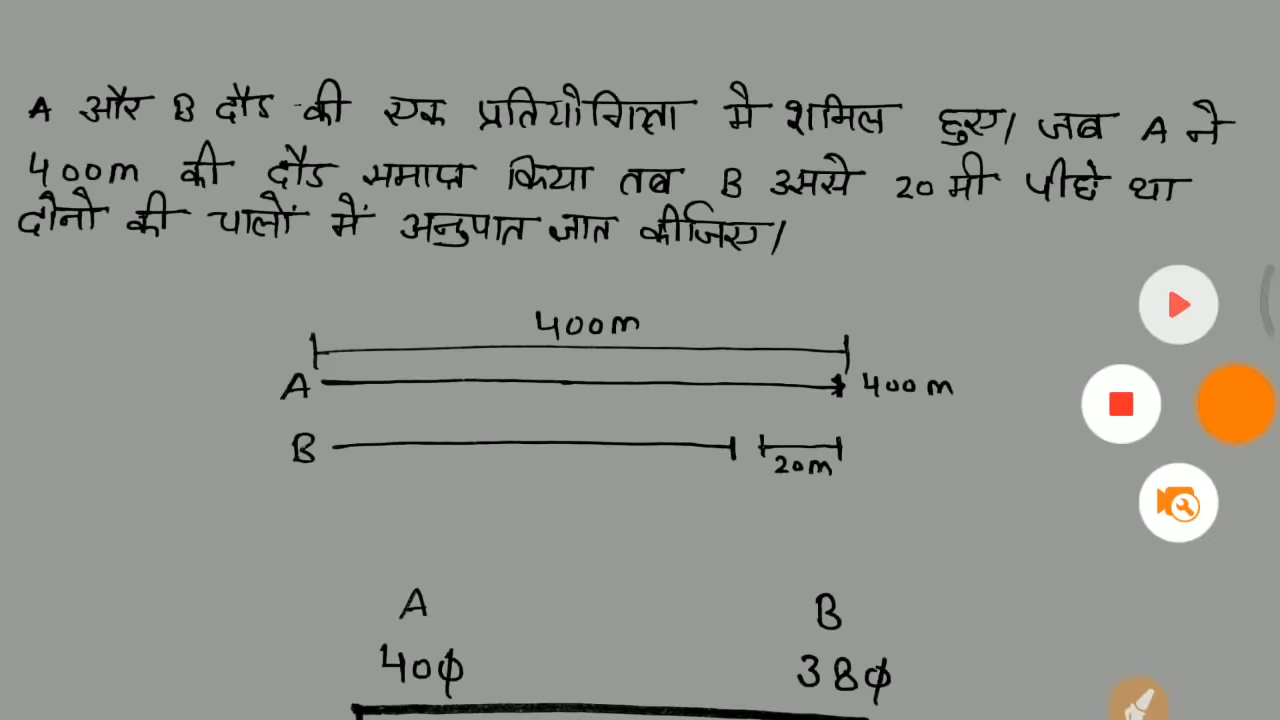 A और B दौड की एक प्रतियोगिता मे शमिल हुए। जब A ने
400m की दौड समाप्त किया तब B उससे 20 मी पीछे था
दोनो की चालों में अनुपात ज्ञात कीजिए।
400m
A 400m
B 20m
A B
400 380